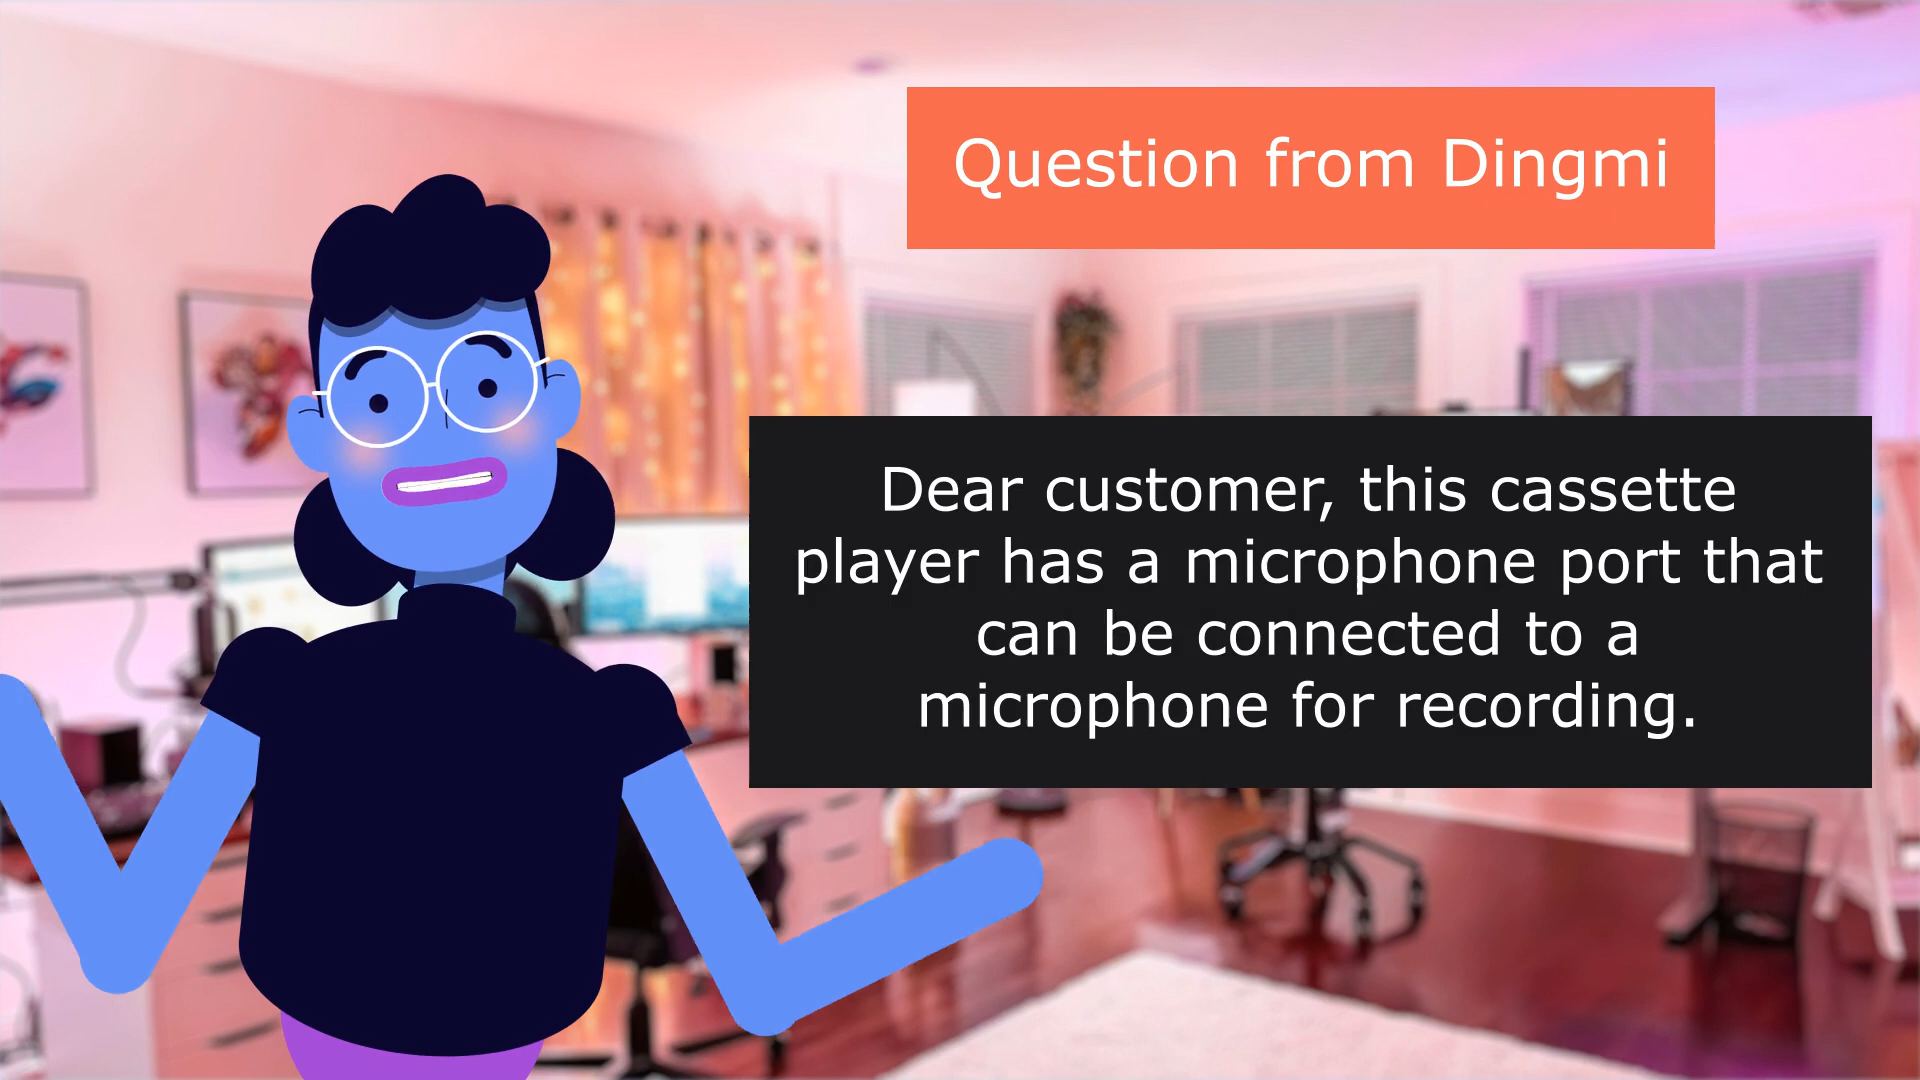 Question from Dingmi
Dear customer, this cassette
player has a microphone port that
can be connected to a
microphone for recording.